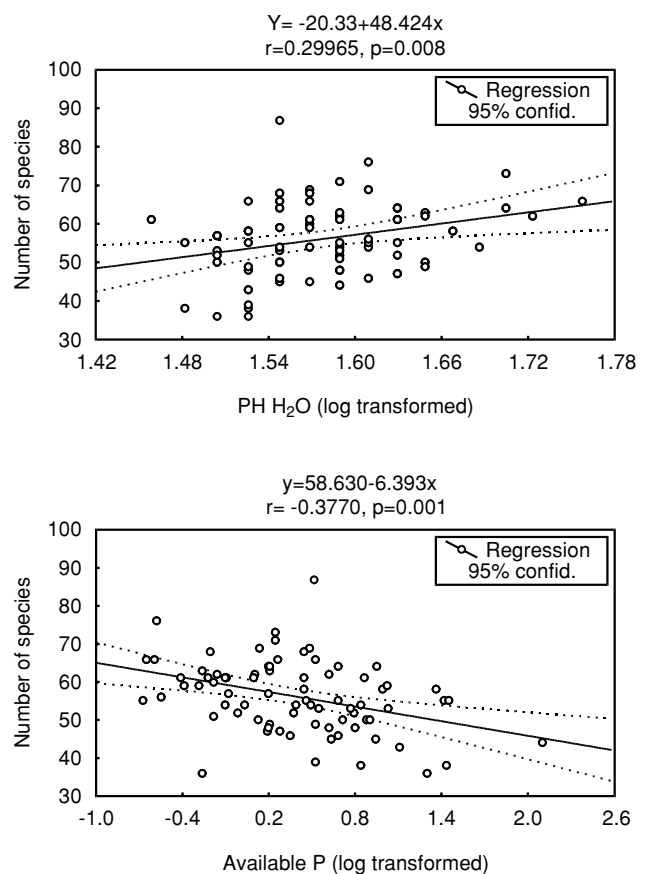 Y= -20.33+48.424x
r=0.29965, p=0.008
100
90
80
70
60
50
40
30
Number of species
Regression
95% confid.
1.42 1.48 1.54 1.60 1.66 1.72 1.78
PH H₂O (log transformed)
y=58.630-6.393x
r= -0.3770, p=0.001
100
90
80
70
60
50
40
30
Number of species
Regression
95% confid.
-1.0 -0.4 0.2 0.8 1.4 2.0 2.6
Available P (log transformed)